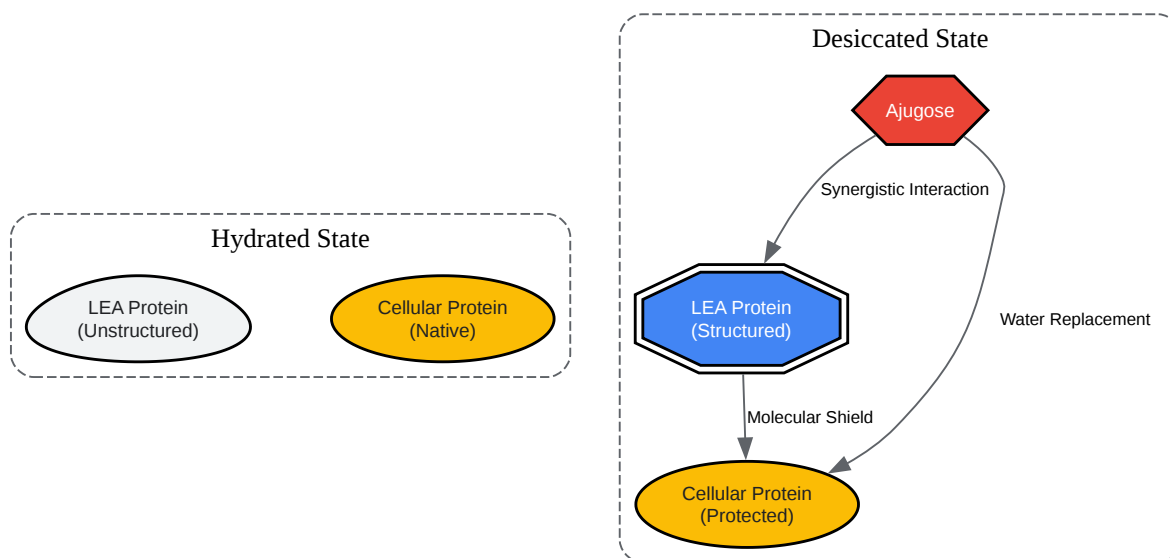 Hydrated State
LEA Protein
(Unstructured)
Cellular Protein
(Native)
Desiccated State
Ajugose
Synergistic Interaction
LEA Protein
(Structured)
Water Replacement
Molecular Shield
Cellular Protein
(Protected)